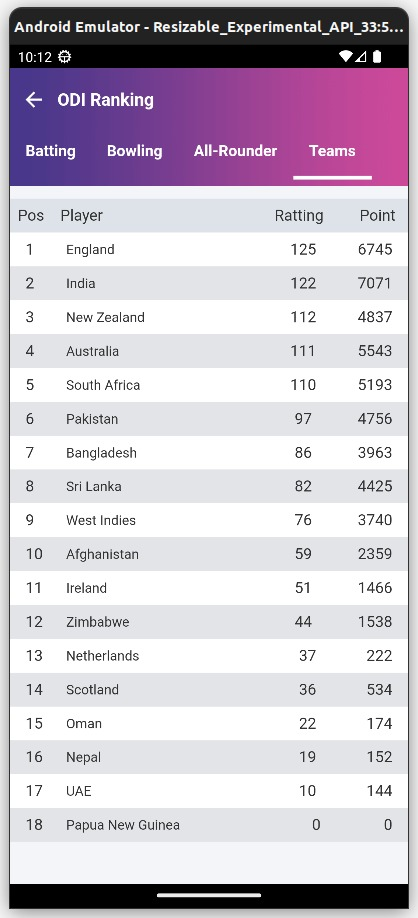 Android Emulator - Resizable_Experimental_API_33:5...
10:12
ODI Ranking
Batting Bowling All-Rounder Teams
Pos Player Ratting Point
1 England 125 6745
2 India 122 7071
3 New Zealand 112 4837
4 Australia 111 5543
5 South Africa 110 5193
6 Pakistan 97 4756
7 Bangladesh 86 3963
8 Sri Lanka 82 4425
9 West Indies 76 3740
10 Afghanistan 59 2359
11 Ireland 51 1466
12 Zimbabwe 44 1538
13 Netherlands 37 222
14 Scotland 36 534
15 Oman 22 174
16 Nepal 19 152
17 UAE 10 144
18 Papua New Guinea 0 0